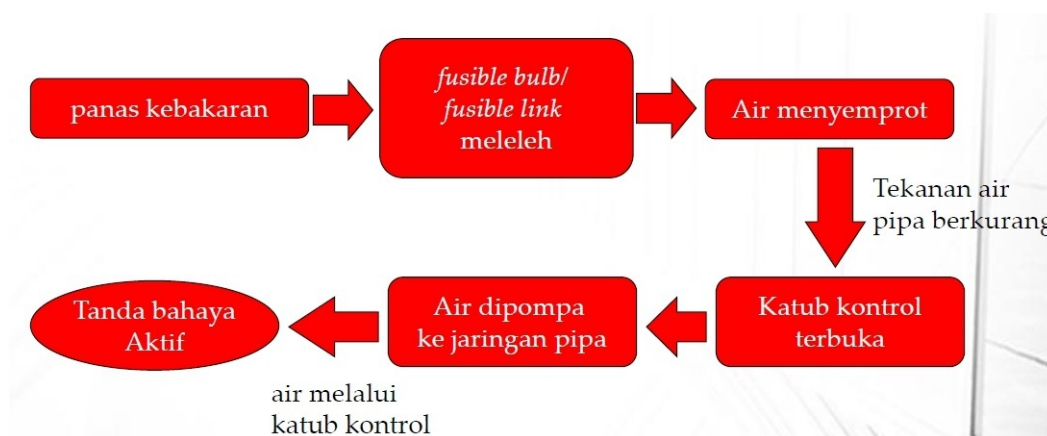 panas kebakaran
fusible bulb/
fusible link
meleleh
Air menyemprot
Tekanan air
pipa berkurang
Katub kontrol
terbuka
Air dipompa
ke jaringan pipa
air melalui
katub kontrol
Tanda bahaya
Aktif